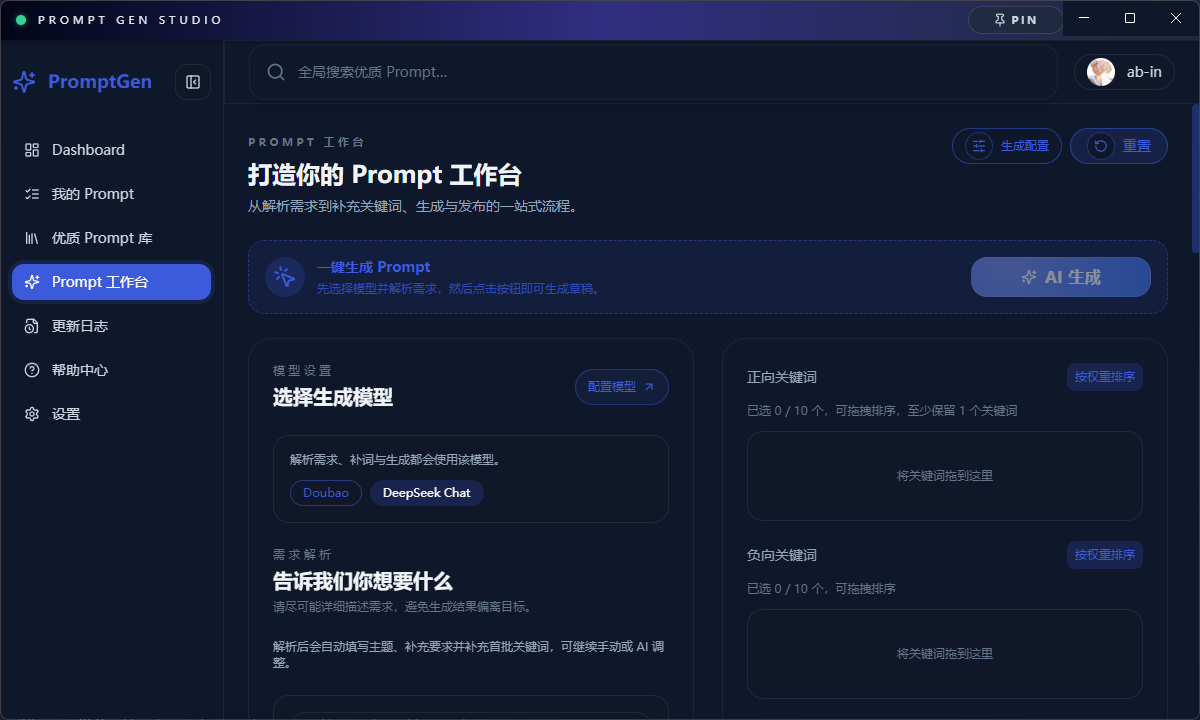 PROMPT GEN STUDIO
PIN
PromptGen
全局搜索优质 Prompt...
ab-in
Dashboard
我的 Prompt
优质 Prompt 库
Prompt 工作台
更新日志
帮助中心
设置
PROMPT 工作台
打造你的 Prompt 工作台
从解析需求到补充关键词、生成与发布的一站式流程。
生成配置
重置
一键生成 Prompt
先选择模型并解析需求，然后点击按钮即可生成草稿。
AI 生成
模型设置
选择生成模型
配置模型
解析需求、补词与生成都会使用该模型。
Doubao
DeepSeek Chat
需求解析
告诉我们你想要什么
请尽可能详细描述需求，避免生成结果偏离目标。
解析后会自动填写主题、补充要求并补充首批关键词，可继续手动或 AI 调
整。
正向关键词
按权重排序
已选 0 / 10 个，可拖拽排序，至少保留 1 个关键词
将关键词拖到这里
负向关键词
按权重排序
已选 0 / 10 个，可拖拽排序
将关键词拖到这里